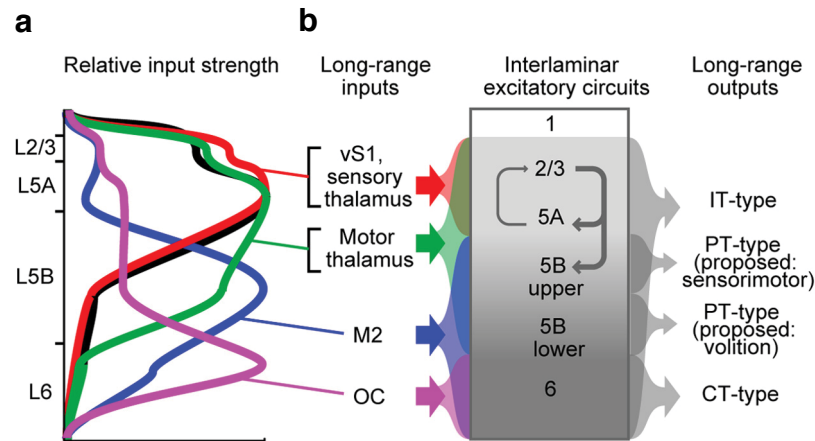 a
b
Relative input strength
L2/3
L5A
L5B
L6
Long-range
inputs
vS1,
sensory
thalamus
Motor
thalamus
M2
OC
Interlaminar
excitatory circuits
1
2/3
5A
5B
upper
5B
lower
6
Long-range
outputs
IT-type
PT-type
(proposed:
sensorimotor)
PT-type
(proposed:
volition)
CT-type